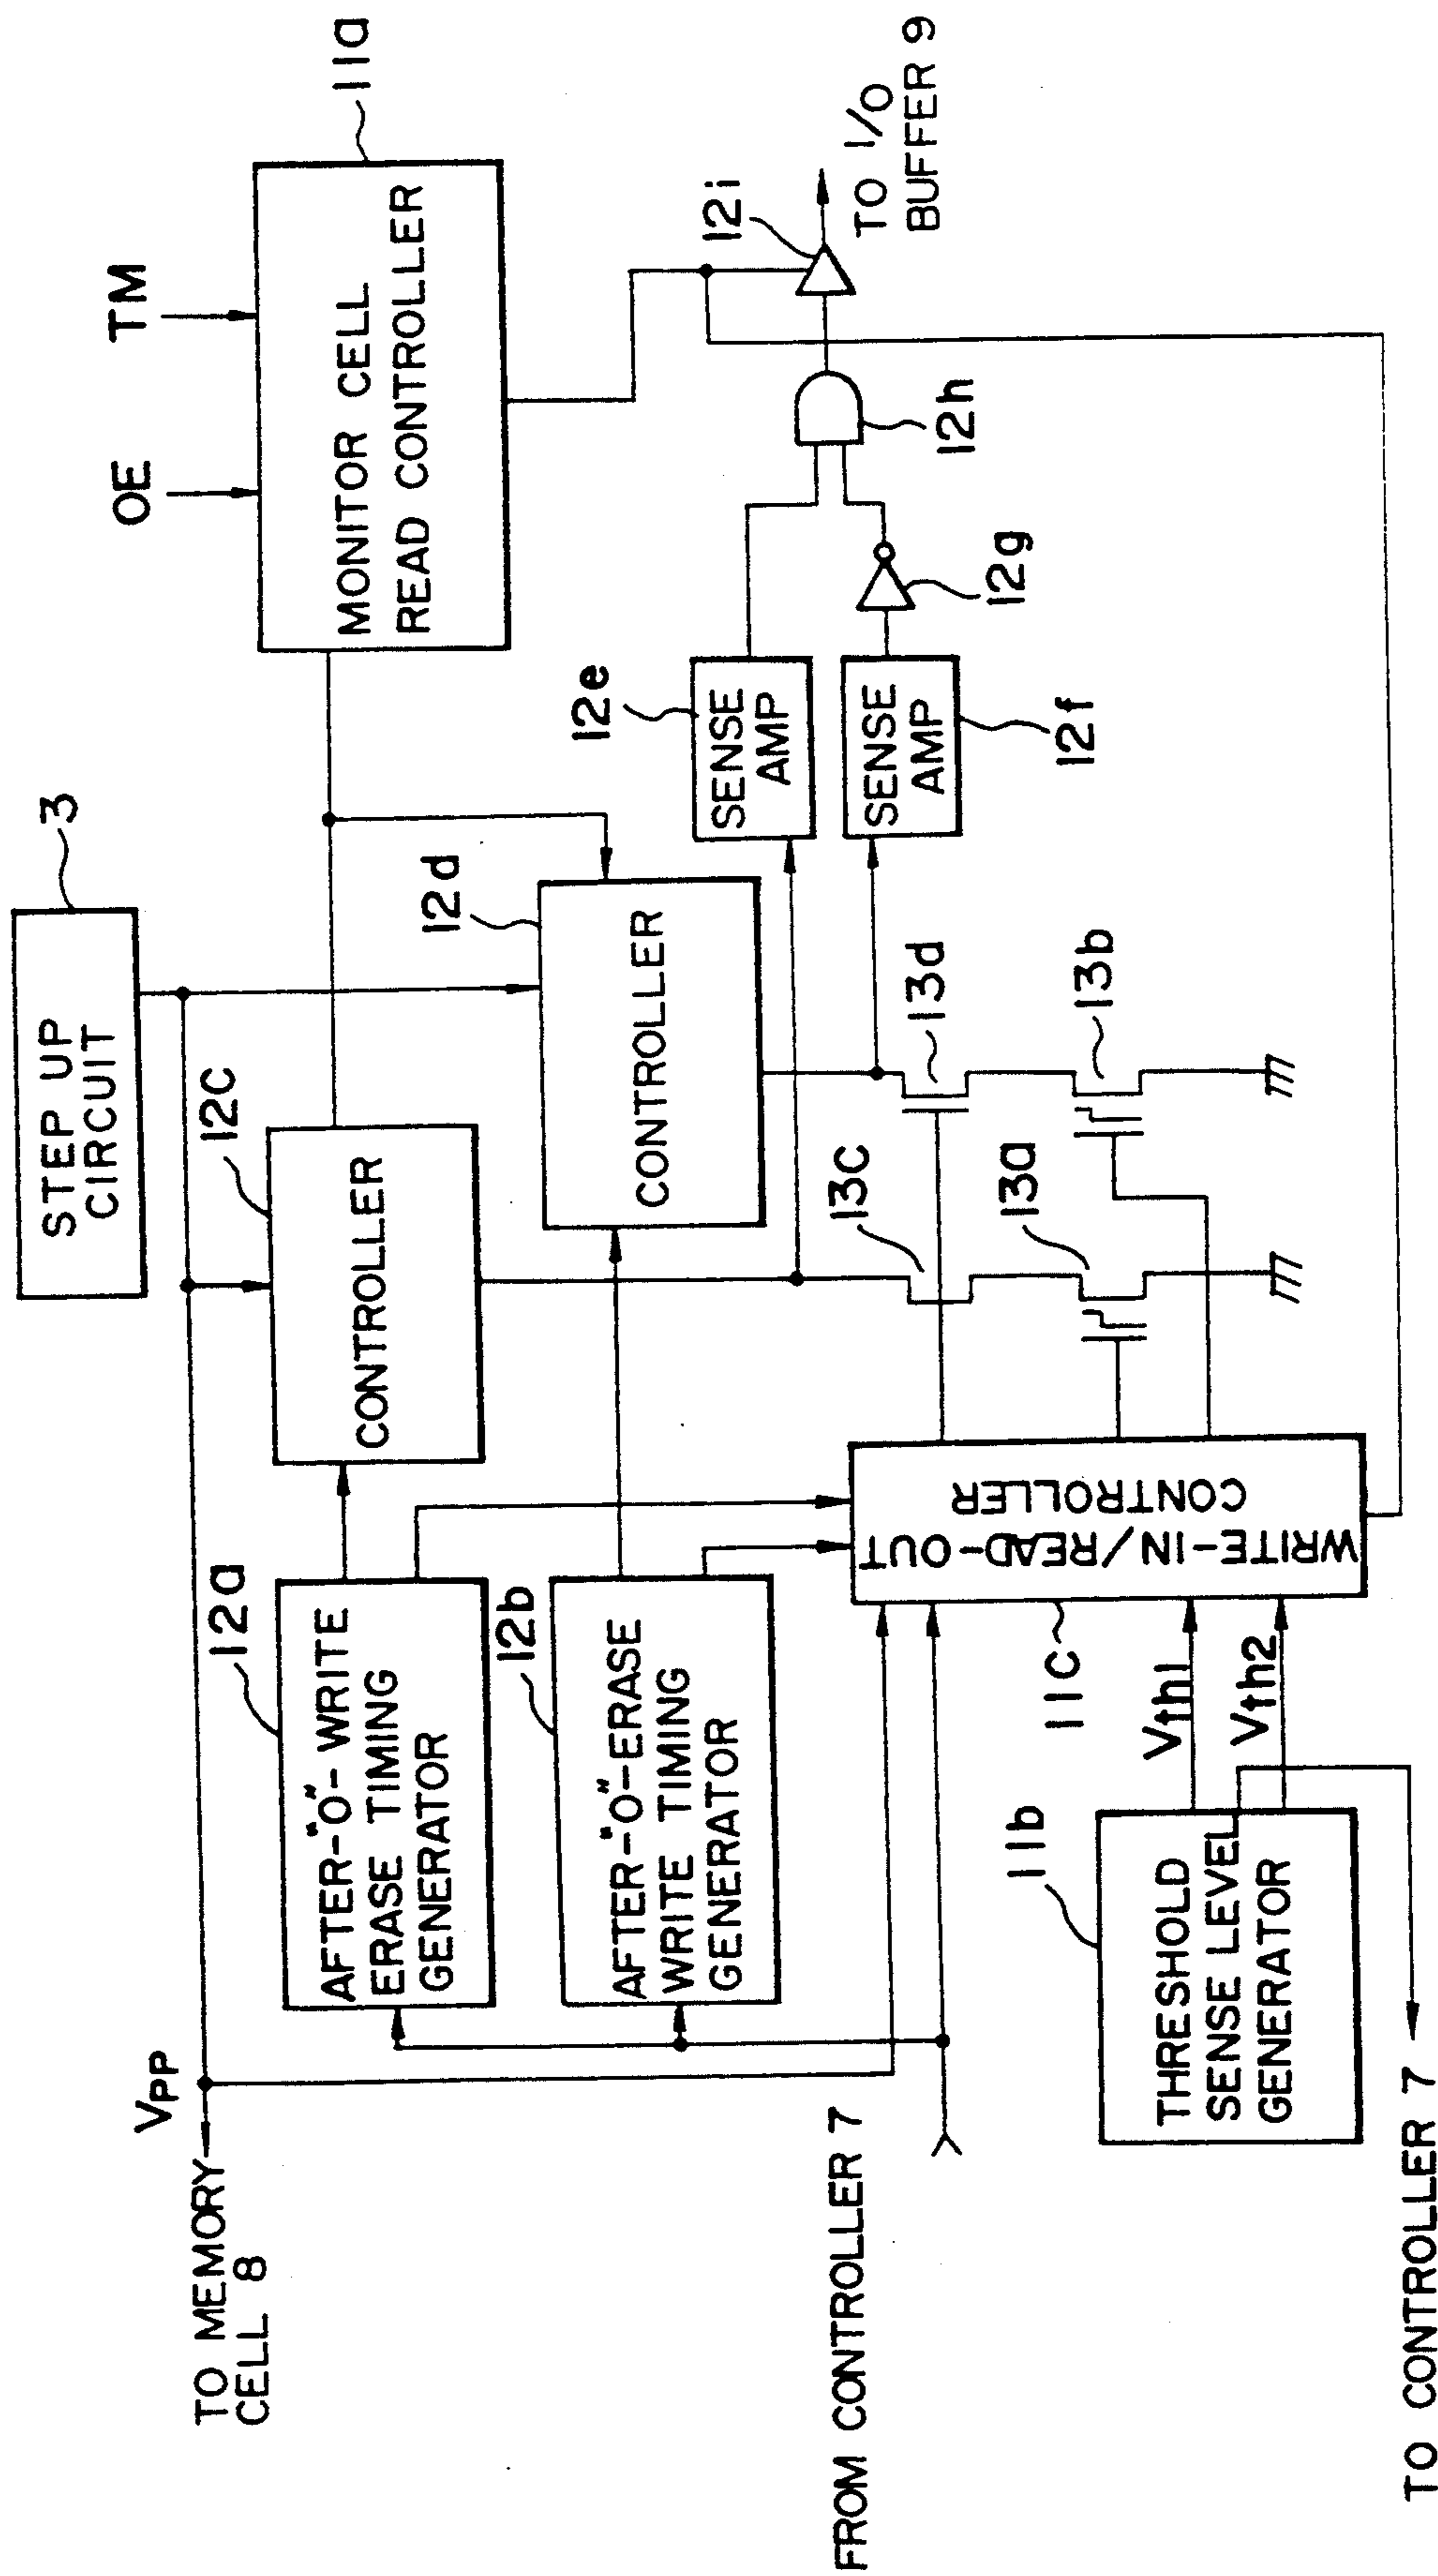 STEP UP
CIRCUIT
3
OE
TM
MONITOR CELL
READ CONTROLLER
11a
VPP
TO MEMORY
CELL 8
12a
AFTER-"0"-WRITE
ERASE TIMING
GENERATOR
12c
CONTROLLER
12d
CONTROLLER
12b
AFTER-"0"-ERASE
WRITE TIMING
GENERATOR
12e
SENSE
AMP
SENSE
AMP
12f
12g
12h
12i
TO I/O
BUFFER 9
13c
13d
13a
13b
FROM CONTROLLER 7
WRITE-IN/READ-OUT
CONTROLLER
11c
Vth1
Vth2
11b
THRESHOLD
SENSE LEVEL
GENERATOR
TO CONTROLLER 7